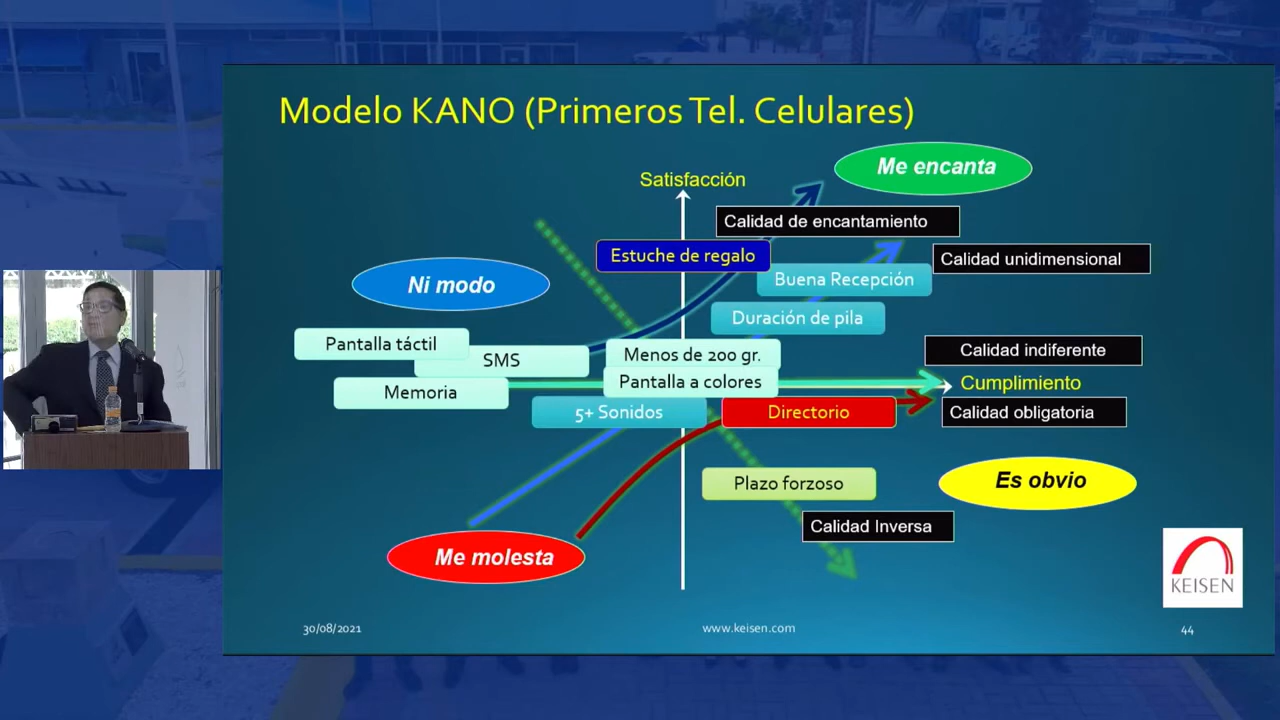 Modelo KANO (Primeros Tel. Celulares)
Me encanta
Satisfacción
Calidad de encantamiento
Estuche de regalo
Calidad unidimensional
Ni modo
Buena Recepción
Duración de pila
Pantalla táctil
SMS
Menos de 200 gr.
Calidad indiferente
Memoria
Pantalla a colores
Cumplimiento
5+ Sonidos
Directorio
Calidad obligatoria
Plazo forzoso
Es obvio
Calidad Inversa
Me molesta
KEISEN
30/08/2021
www.keisen.com
44